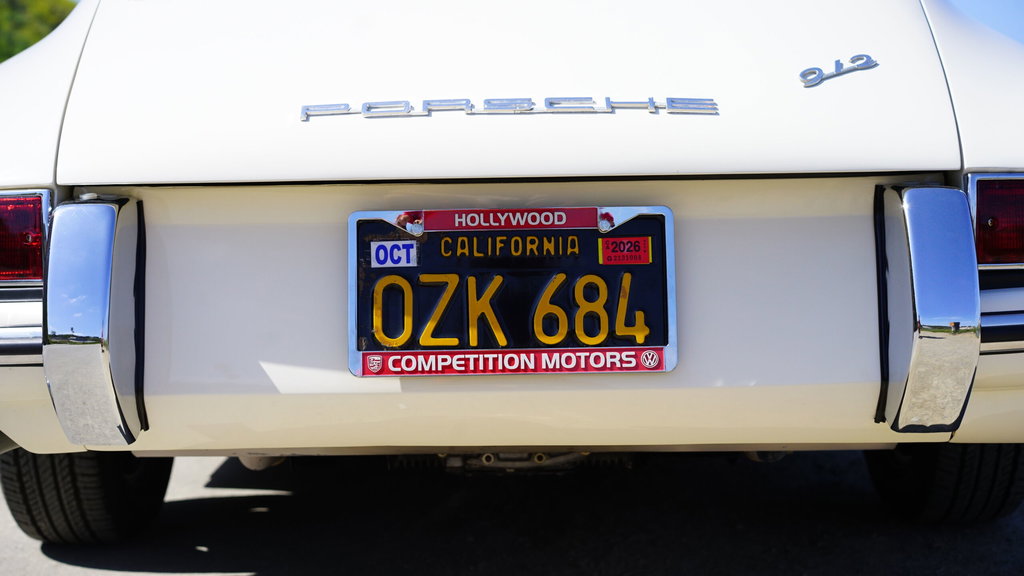 PORSCHE
912
HOLLYWOOD
OCT
CALIFORNIA
2026
OZK 684
COMPETITION MOTORS